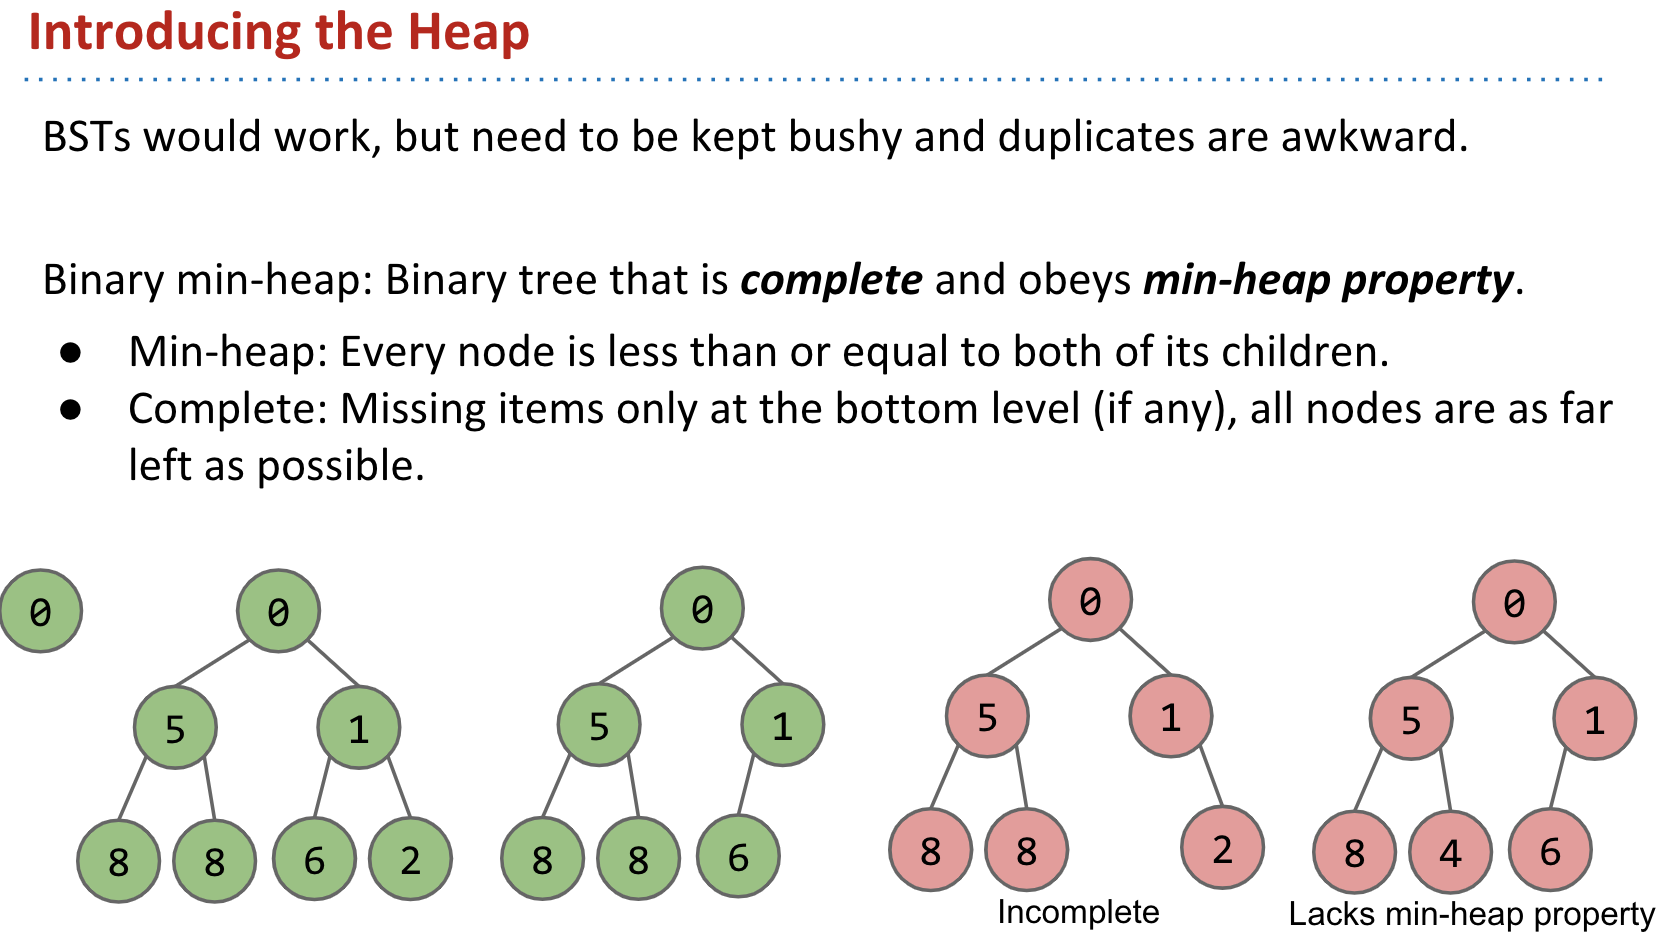 Introducing the Heap
BSTs would work, but need to be kept bushy and duplicates are awkward.
Binary min-heap: Binary tree that is complete and obeys min-heap property.
● Min-heap: Every node is less than or equal to both of its children.
● Complete: Missing items only at the bottom level (if any), all nodes are as far
left as possible.
0
0
5 1
8 8 6 2
0
5 1
8 8 6
0
5 1
8 8 2
Incomplete
0
5 1
8 4 6
Lacks min-heap property